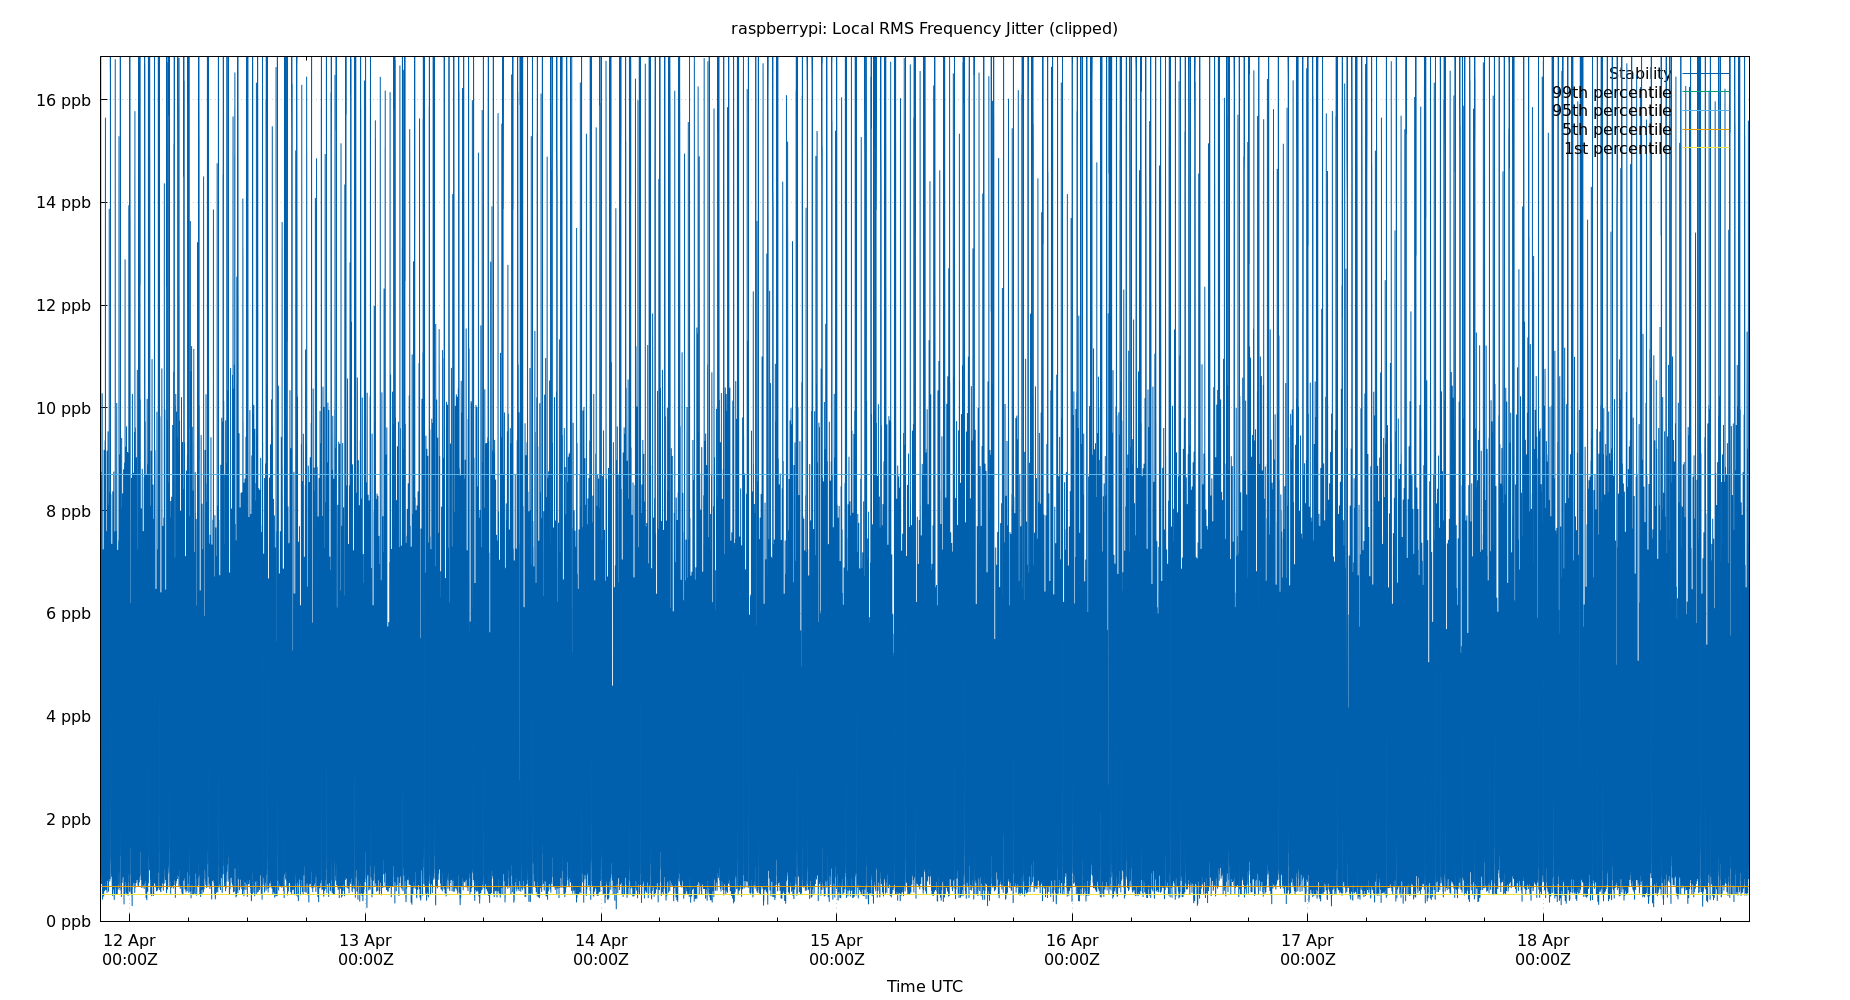 raspberrypi: Local RMS Frequency Jitter (clipped)
Stability
99th percentile
95th percentile
5th percentile
1st percentile
16 ppb
14 ppb
12 ppb
10 ppb
8 ppb
6 ppb
4 ppb
2 ppb
0 ppb
12 Apr 13 Apr 14 Apr 15 Apr 16 Apr 17 Apr 18 Apr
00:00Z 00:00Z 00:00Z 00:00Z 00:00Z 00:00Z 00:00Z
Time UTC